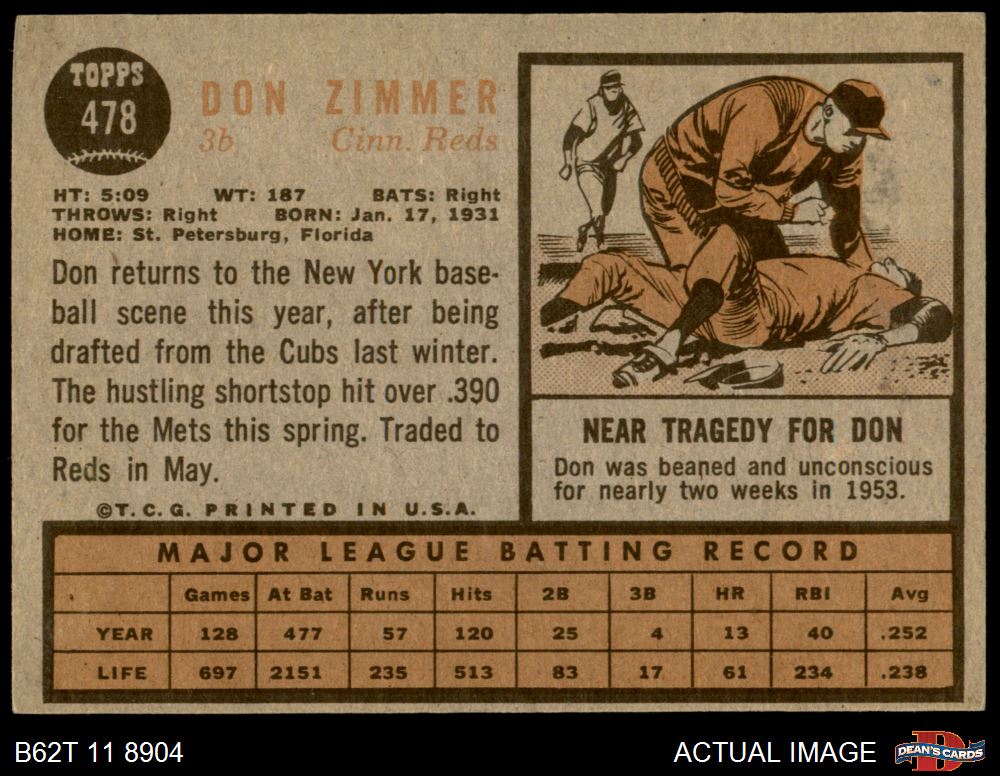 TOPPS
478
DON ZIMMER
3b Cinn. Reds
HT: 5:09 WT: 187 BATS: Right
THROWS: Right BORN: Jan. 17, 1931
HOME: St. Petersburg, Florida
Don returns to the New York base-
ball scene this year, after being
drafted from the Cubs last winter.
The hustling shortstop hit over .390
for the Mets this spring. Traded to
Reds in May.
©T.C.G. PRINTED IN U.S.A.
NEAR TRAGEDY FOR DON
Don was beaned and unconscious
for nearly two weeks in 1953.
MAJOR LEAGUE BATTING RECORD
Games At Bat Runs Hits 2B 3B HR RBI Avg
YEAR 128 477 57 120 25 4 13 40 .252
LIFE 697 2151 235 513 83 17 61 234 .238
B62T 11 8904
ACTUAL IMAGE
DEAN'S CARDS